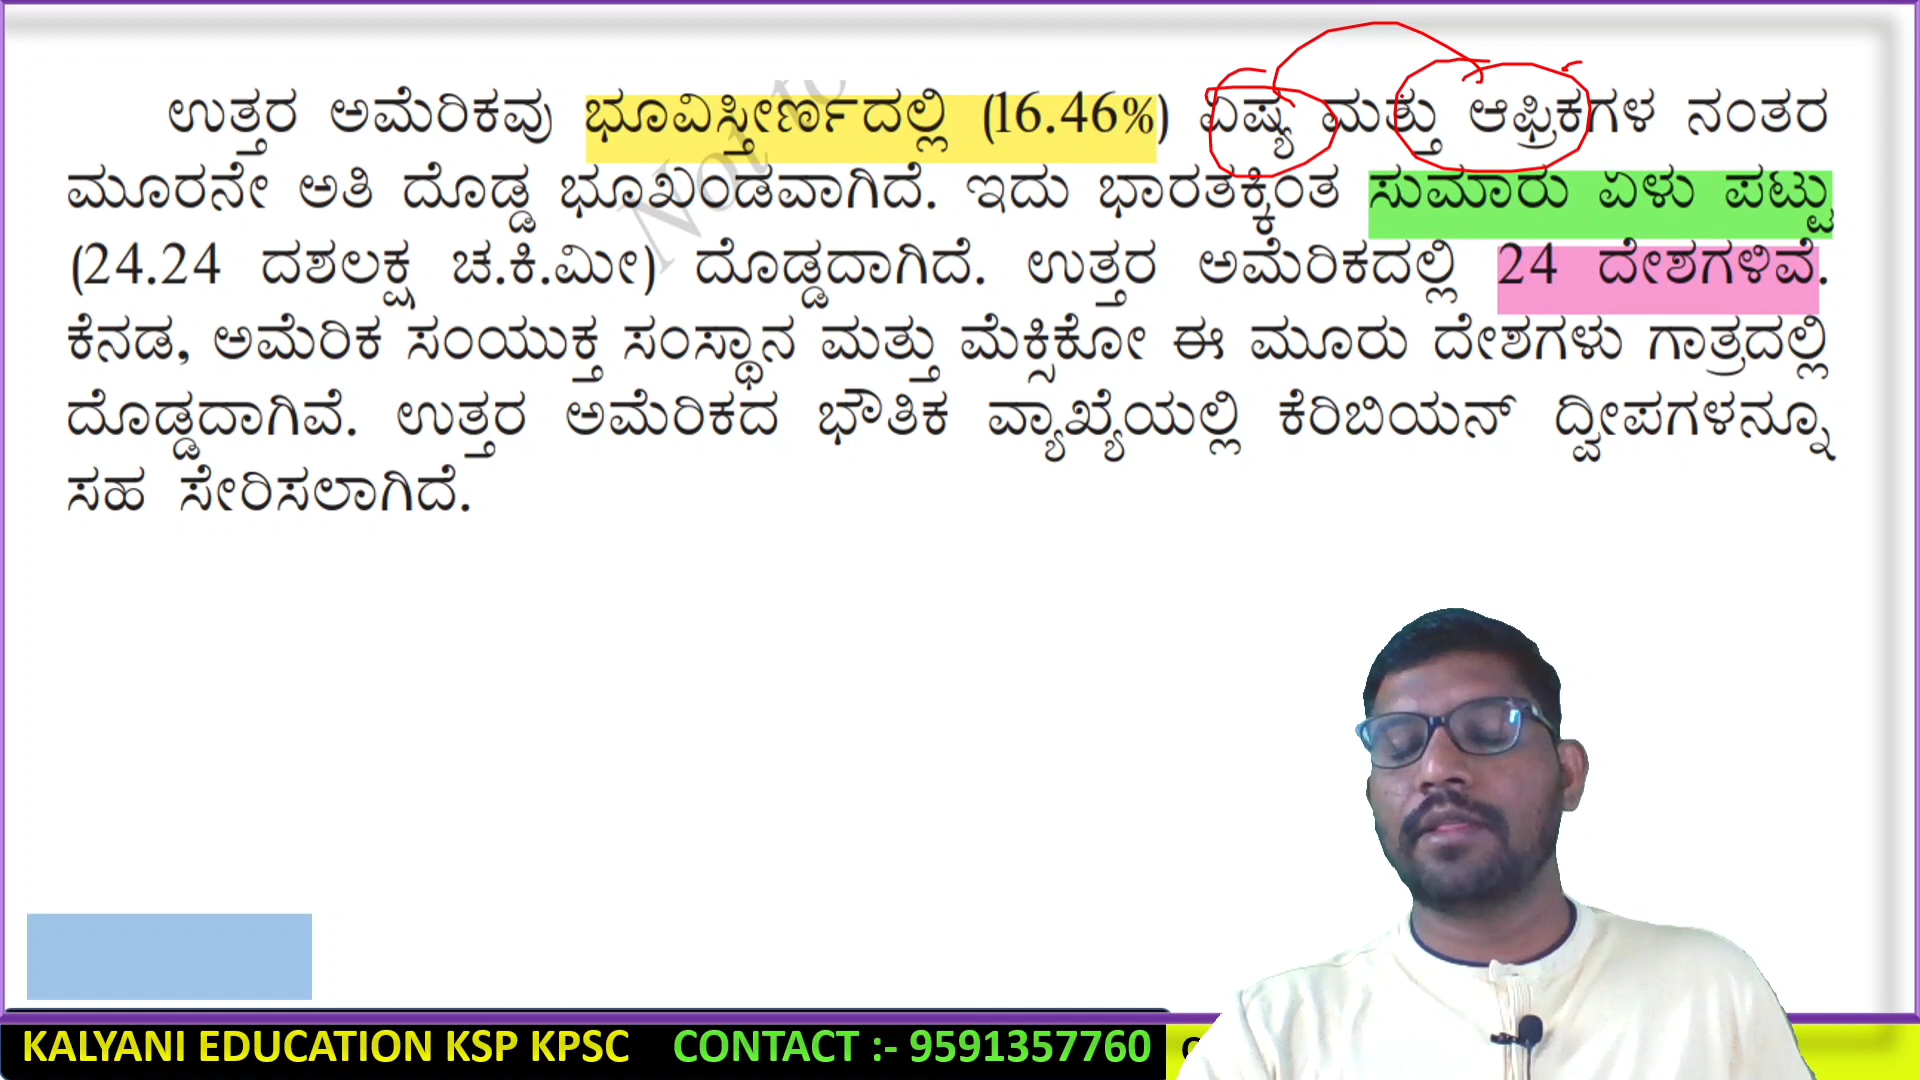 ಉತ್ತರ ಅಮೆರಿಕವು ಭೂವಿಸ್ತೀರ್ಣದಲ್ಲಿ (16.46%) ಏಷ್ಯ ಮತ್ತು ಆಫ್ರಿಕಗಳ ನಂತರ
ಮೂರನೇ ಅತಿ ದೊಡ್ಡ ಭೂಖಂಡವಾಗಿದೆ. ಇದು ಭಾರತಕ್ಕಿಂತ ಸುಮಾರು ಏಳು ಪಟ್ಟು
(24.24 ದಶಲಕ್ಷ ಚ.ಕಿ.ಮೀ) ದೊಡ್ಡದಾಗಿದೆ. ಉತ್ತರ ಅಮೆರಿಕದಲ್ಲಿ 24 ದೇಶಗಳಿವೆ.
ಕೆನಡ, ಅಮೆರಿಕ ಸಂಯುಕ್ತ ಸಂಸ್ಥಾನ ಮತ್ತು ಮೆಕ್ಸಿಕೋ ಈ ಮೂರು ದೇಶಗಳು ಗಾತ್ರದಲ್ಲಿ
ದೊಡ್ಡದಾಗಿವೆ. ಉತ್ತರ ಅಮೆರಿಕದ ಭೌತಿಕ ವ್ಯಾಖ್ಯೆಯಲ್ಲಿ ಕೆರಿಬಿಯನ್ ದ್ವೀಪಗಳನ್ನೂ
ಸಹ ಸೇರಿಸಲಾಗಿದೆ.
Not to
KALYANI EDUCATION KSP KPSC CONTACT :- 9591357760